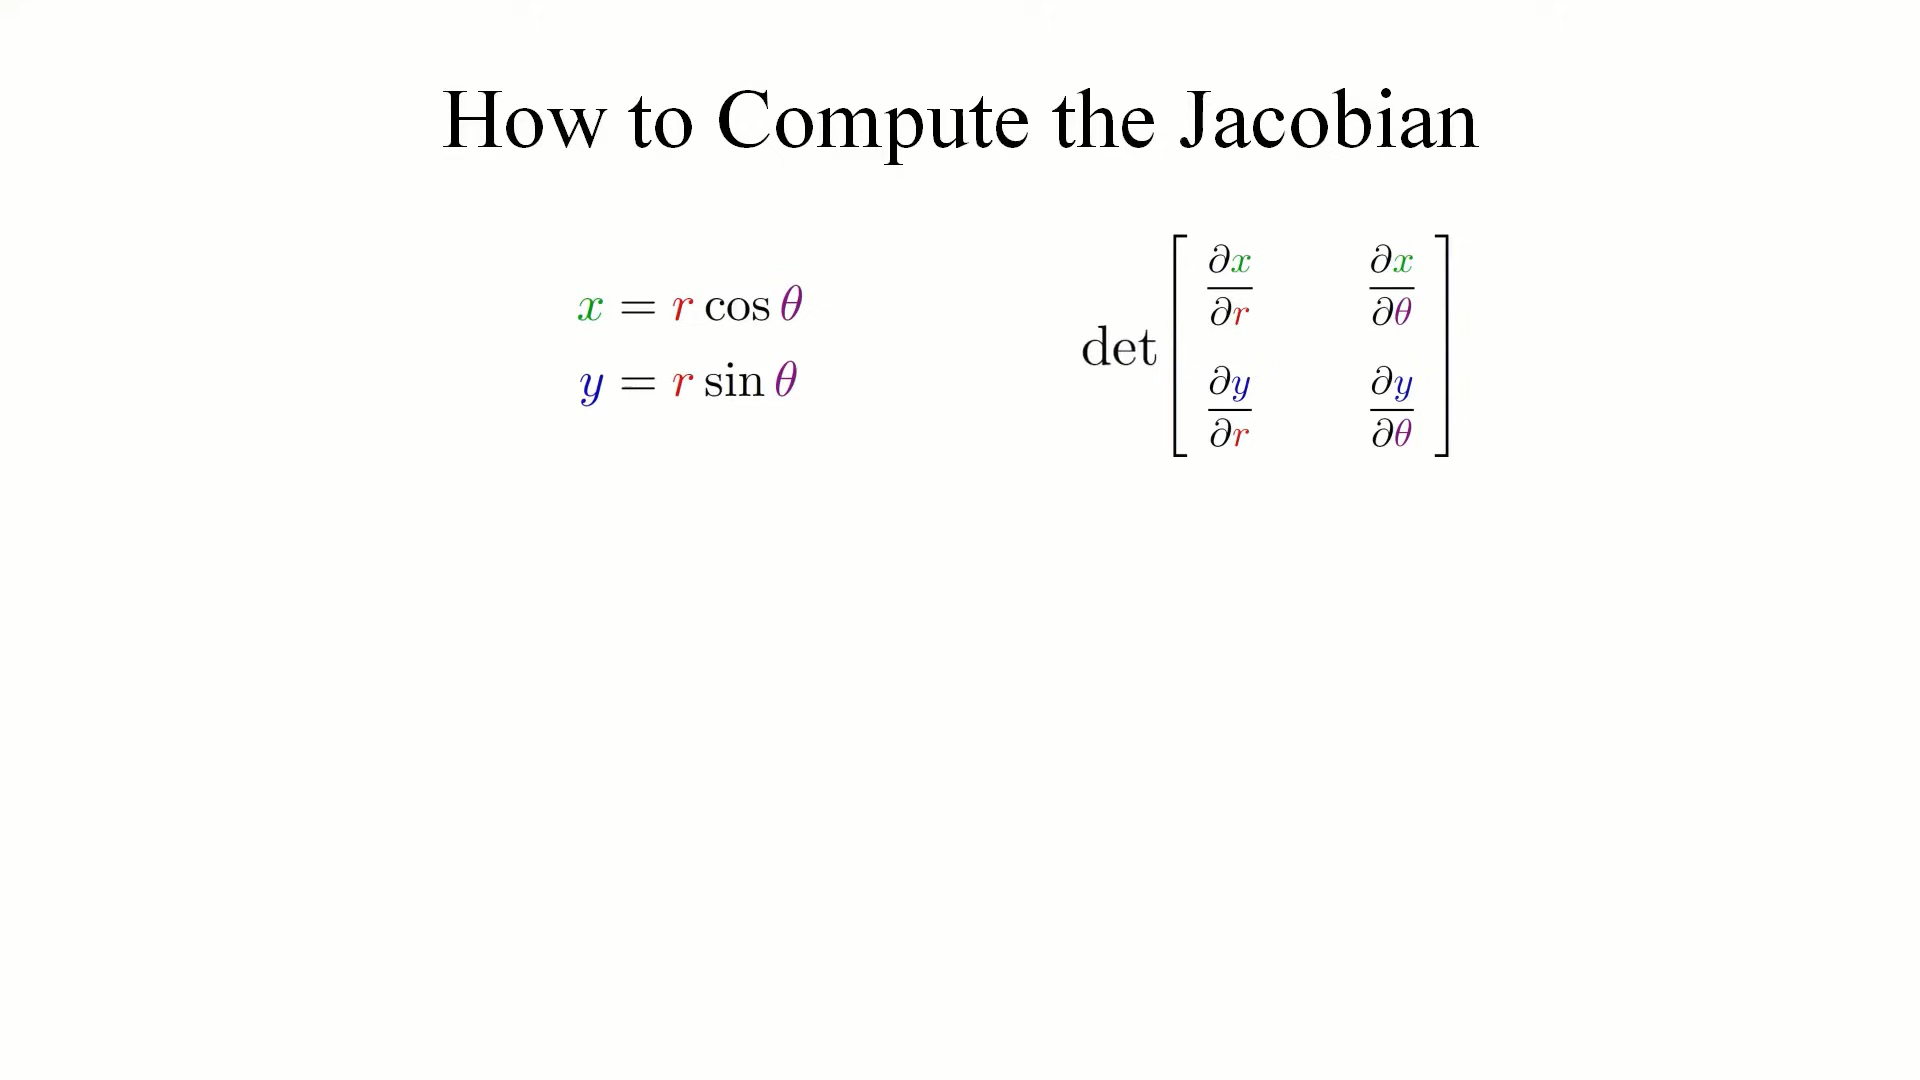 How to Compute the Jacobian
x = r cos θ
y = r sin θ
det [ ∂x/∂r ∂x/∂θ
∂y/∂r ∂y/∂θ ]